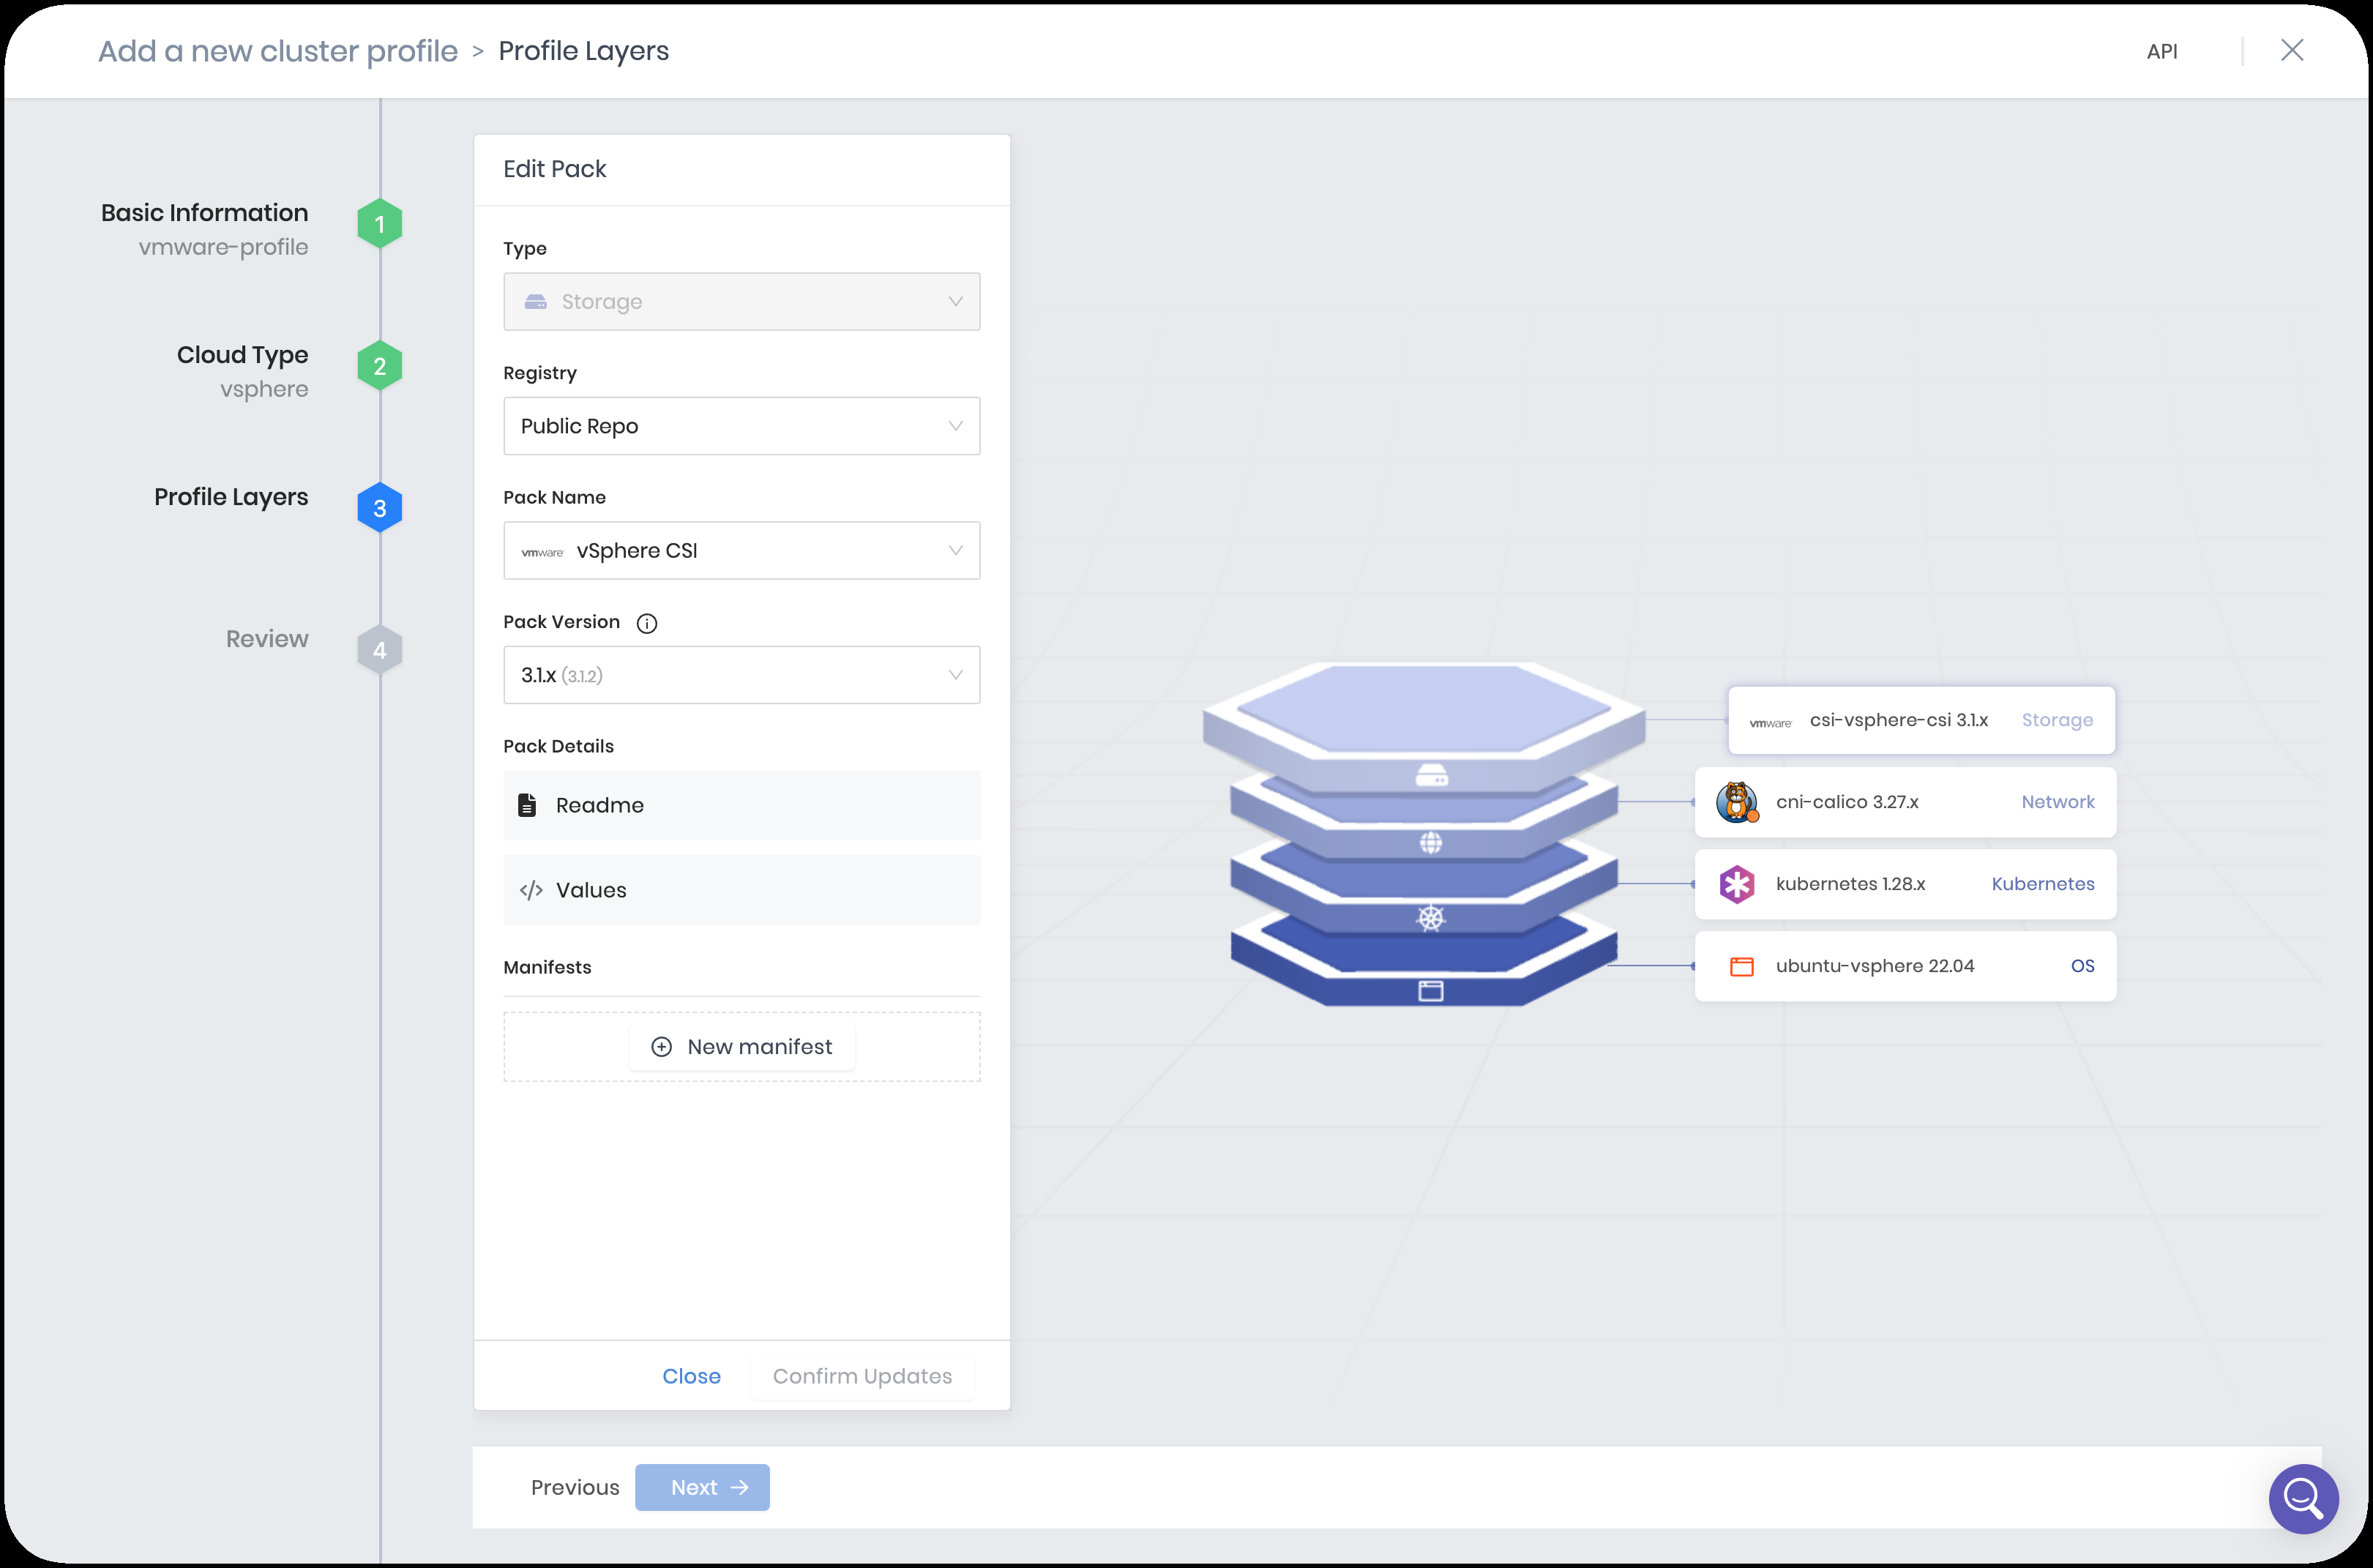 Add a new cluster profile > Profile Layers
API
Basic Information
vmware-profile
1
Cloud Type
vsphere
2
Profile Layers
3
Review
4
Edit Pack
Type
Storage
Registry
Public Repo
Pack Name
vmware vSphere CSI
Pack Version
3.1.x (3.1.2)
Pack Details
Readme
</> Values
Manifests
New manifest
Close
Confirm Updates
Previous
Next
vmware csi-vsphere-csi 3.1.x Storage
cni-calico 3.27.x Network
kubernetes 1.28.x Kubernetes
ubuntu-vsphere 22.04 OS